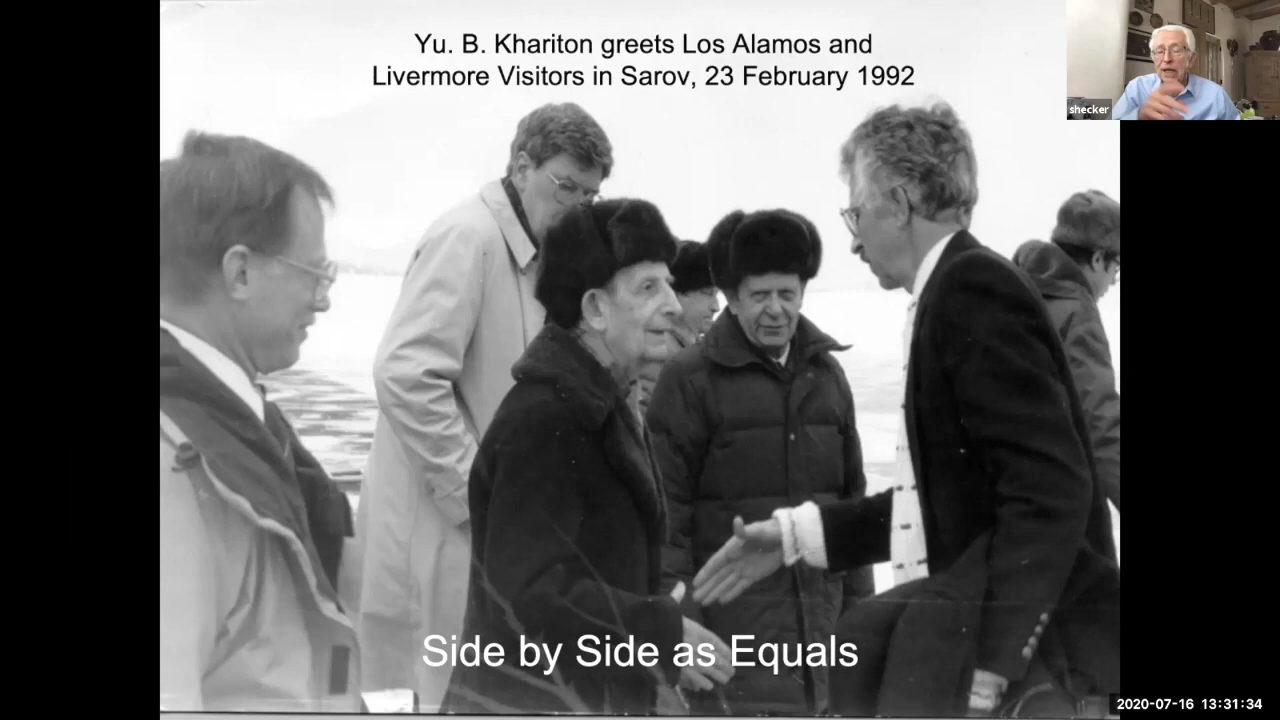 Yu. B. Khariton greets Los Alamos and
Livermore Visitors in Sarov, 23 February 1992
shecker
Side by Side as Equals
2020-07-16 13:31:34